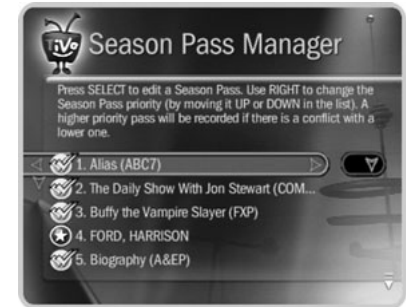 TiVo
Season Pass Manager
Press SELECT to edit a Season Pass. Use RIGHT to change the
Season Pass priority (by moving it UP or DOWN in the list). A
higher priority pass will be recorded if there is a conflict with a
lower one.
1. Alias (ABC7)
2. The Daily Show With Jon Stewart (COM...
3. Buffy the Vampire Slayer (FXP)
4. FORD, HARRISON
5. Biography (A&EP)